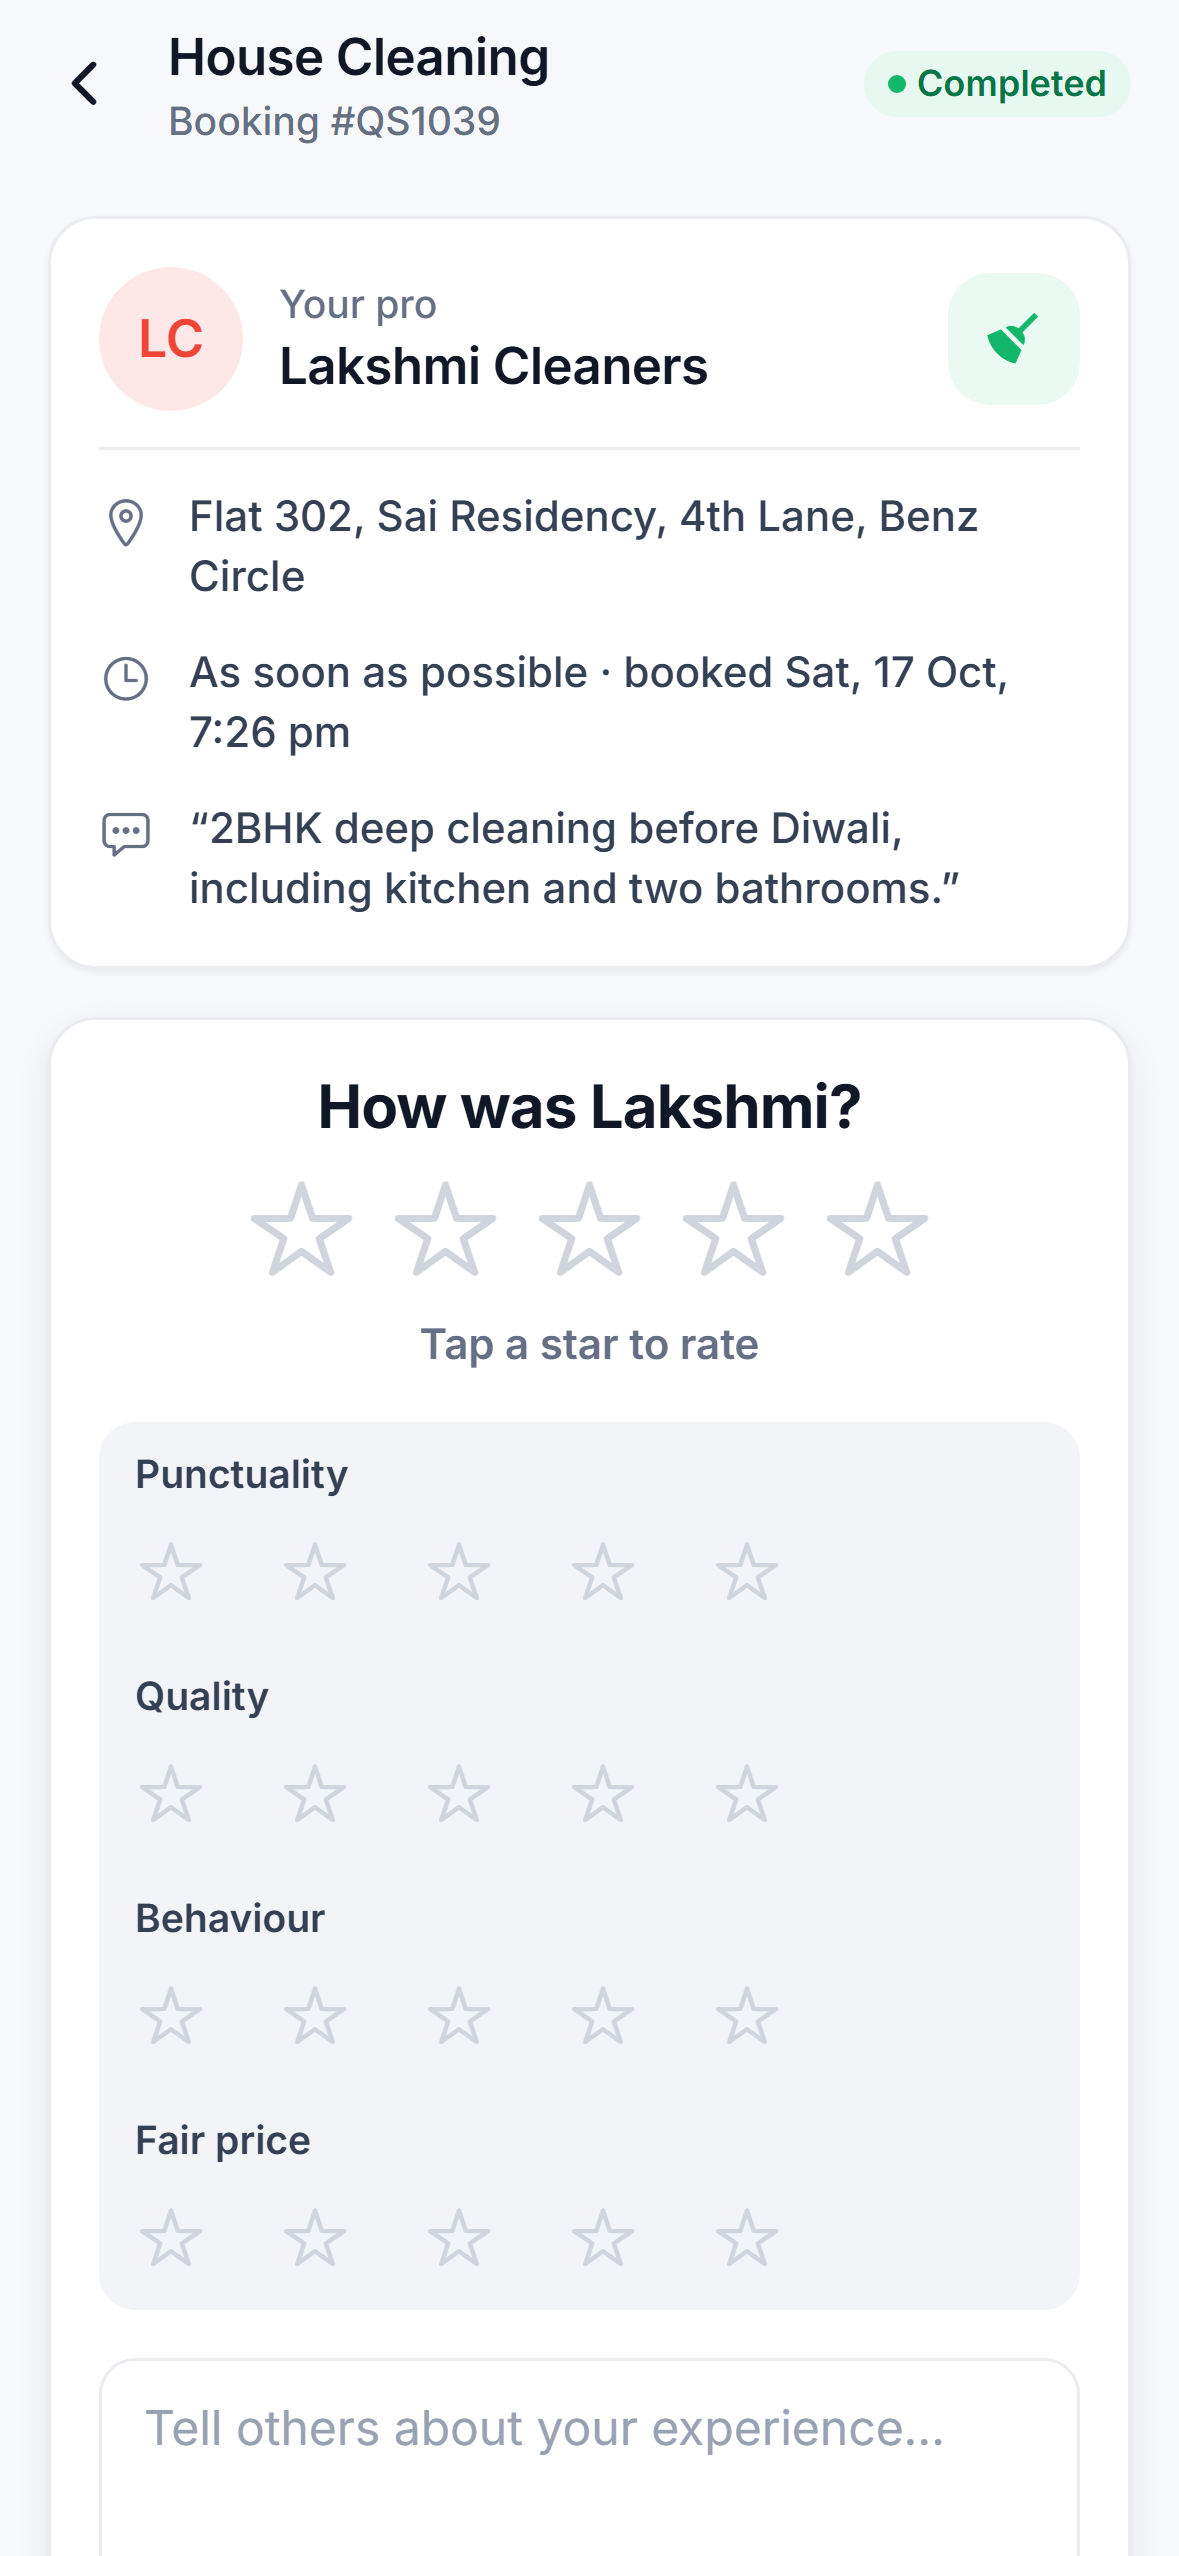 House Cleaning
Booking #QS1039
Completed
LC
Your pro
Lakshmi Cleaners
Flat 302, Sai Residency, 4th Lane, Benz
Circle
As soon as possible · booked Sat, 17 Oct,
7:26 pm
“2BHK deep cleaning before Diwali,
including kitchen and two bathrooms.”
How was Lakshmi?
Tap a star to rate
Punctuality
Quality
Behaviour
Fair price
Tell others about your experience...